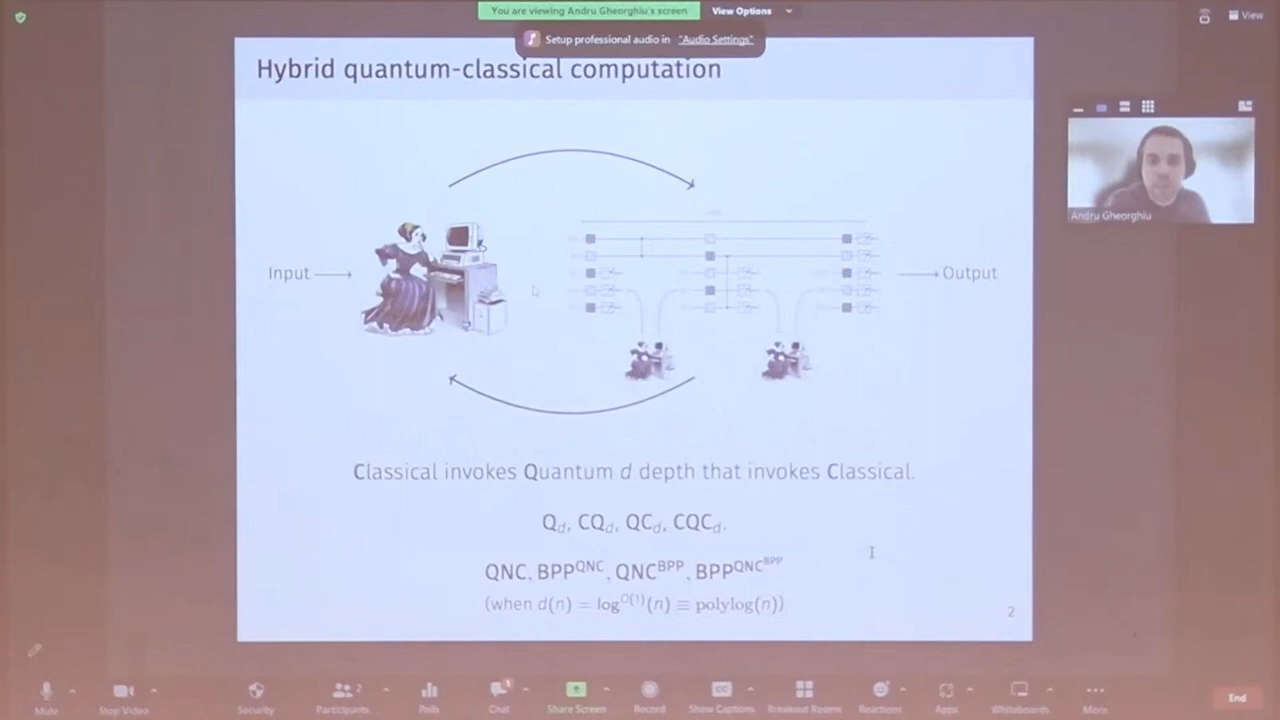 You are viewing Andru Gheorghiu's screen
View Options
View
Setup professional audio in "Audio Settings"
Hybrid quantum-classical computation
Andru Gheorghiu
Input
Output
Classical invokes Quantum d depth that invokes Classical.
Q_d, CQ_d, QC_d, CQC_d.
QNC, BPP^QNC, QNC^BPP, BPP^QNC^BPP
(when d(n) = log^O(1)(n) ≡ polylog(n))
2
Mute
Stop Video
Security
Participants
2
Polls
Chat
Share Screen
Record
Show Captions
Breakout Rooms
Reactions
Apps
Whiteboards
More
End